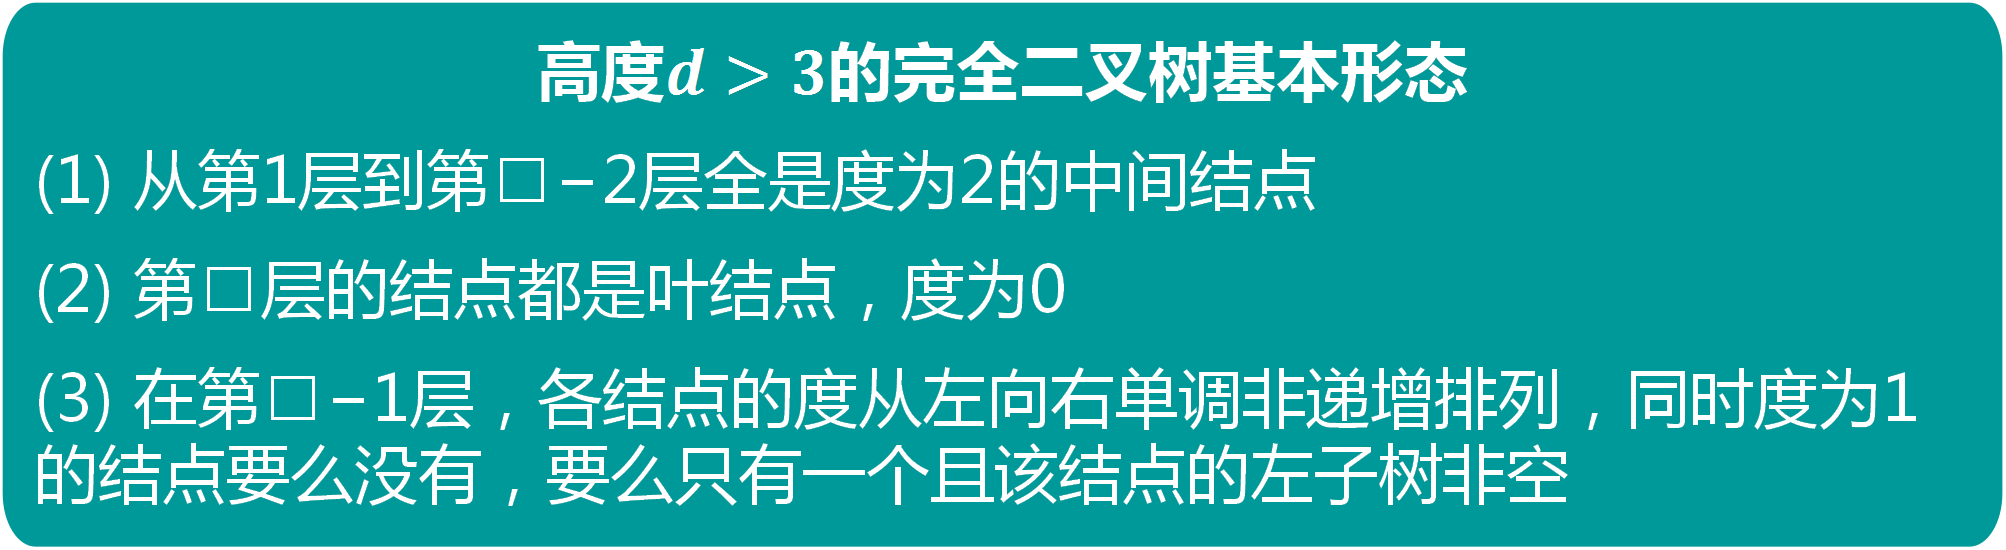 高度d > 3的完全二叉树基本形态
(1) 从第1层到第□−2层全是度为2的中间结点
(2) 第□层的结点都是叶结点，度为0
(3) 在第□−1层，各结点的度从左向右单调非递增排列，同时度为1
的结点要么没有，要么只有一个且该结点的左子树非空